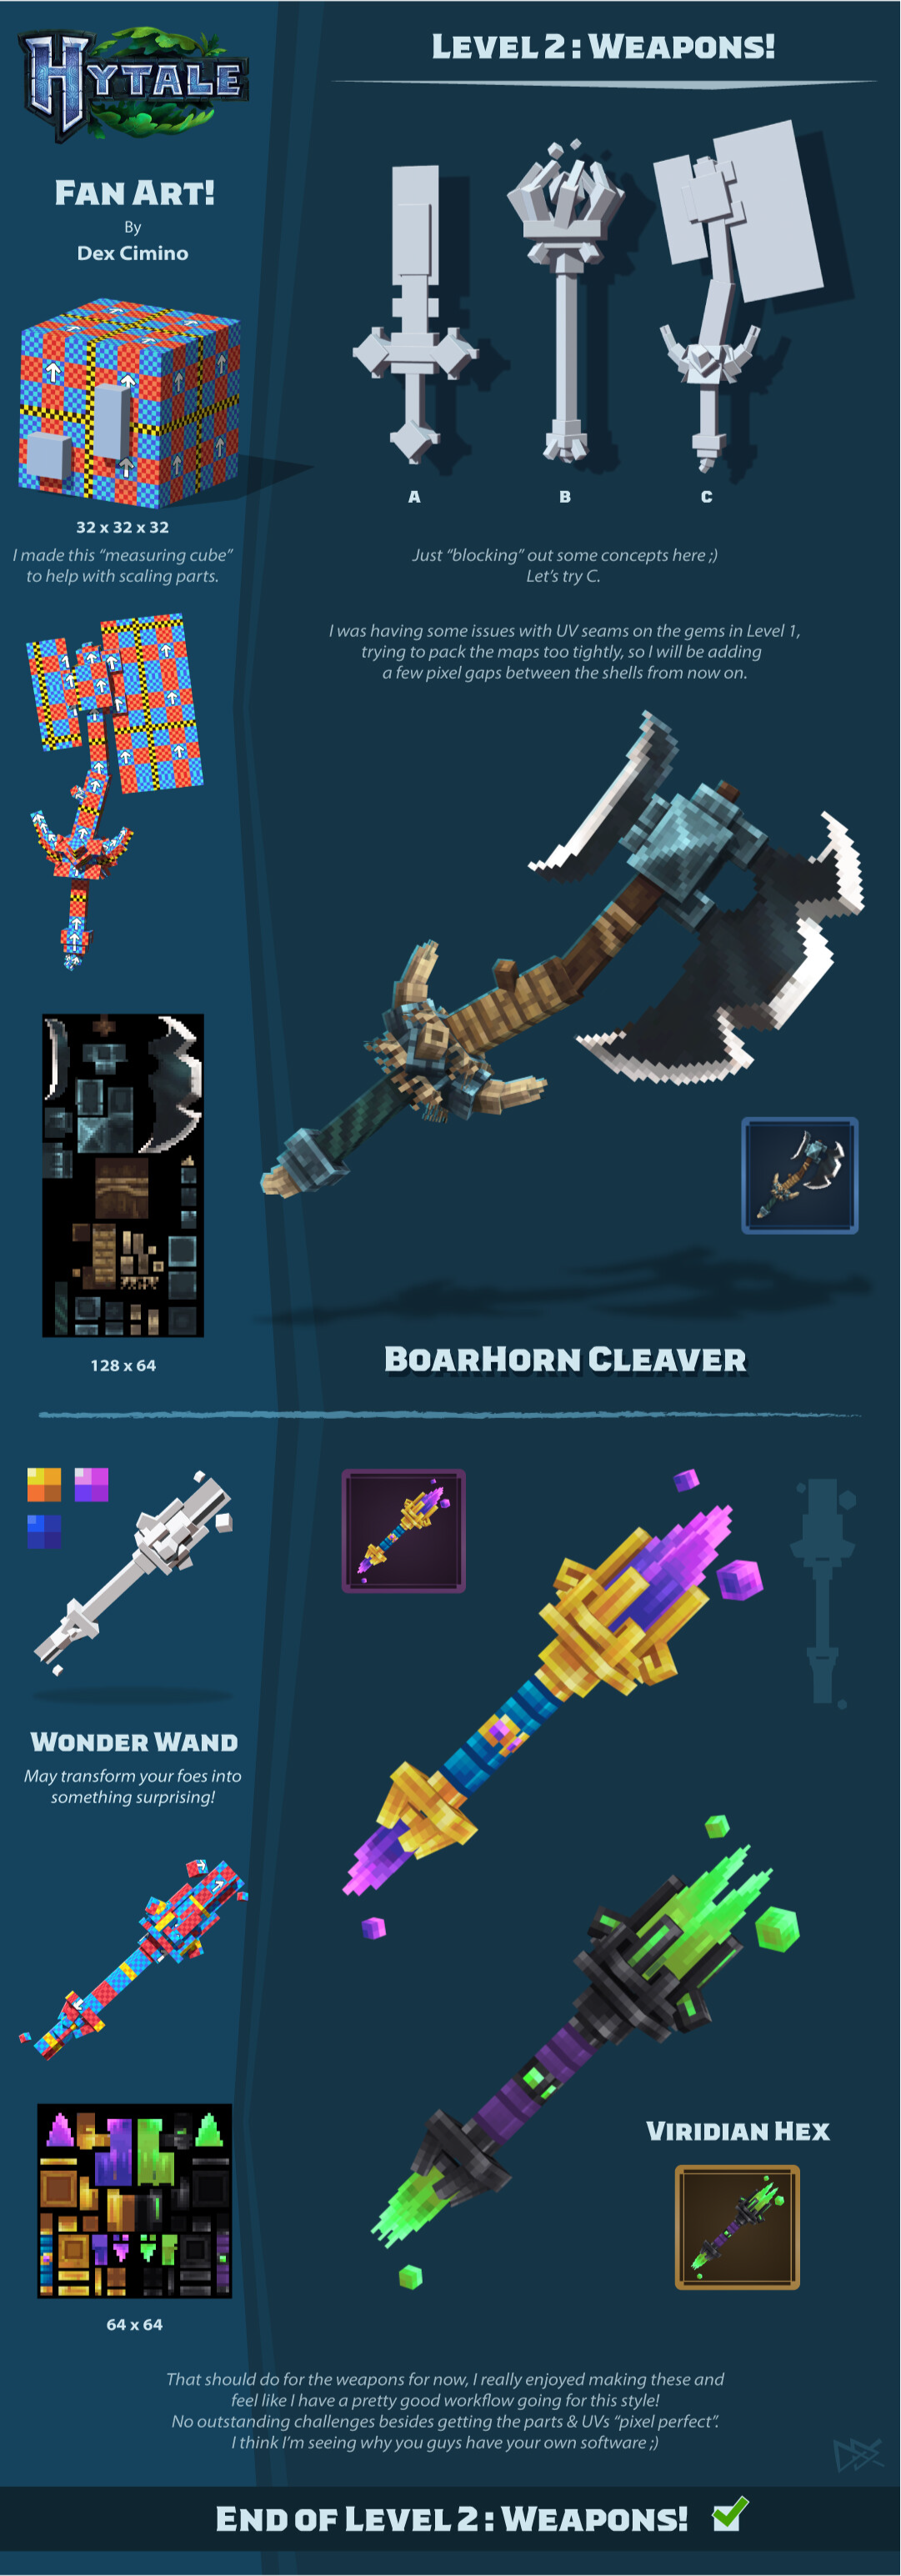 HYTALE
FAN ART!
By
Dex Cimino
32 x 32 x 32
I made this “measuring cube”
to help with scaling parts.
128 x 64
LEVEL 2 : WEAPONS!
A
B
C
Just “blocking” out some concepts here ;)
Let’s try C.
I was having some issues with UV seams on the gems in Level 1,
trying to pack the maps too tightly, so I will be adding
a few pixel gaps between the shells from now on.
BOARHORN CLEAVER
WONDER WAND
May transform your foes into
something surprising!
64 x 64
VIRIDIAN HEX
That should do for the weapons for now, I really enjoyed making these and
feel like I have a pretty good workflow going for this style!
No outstanding challenges besides getting the parts & UVs “pixel perfect”.
I think I’m seeing why you guys have your own software ;)
END OF LEVEL 2 : WEAPONS!